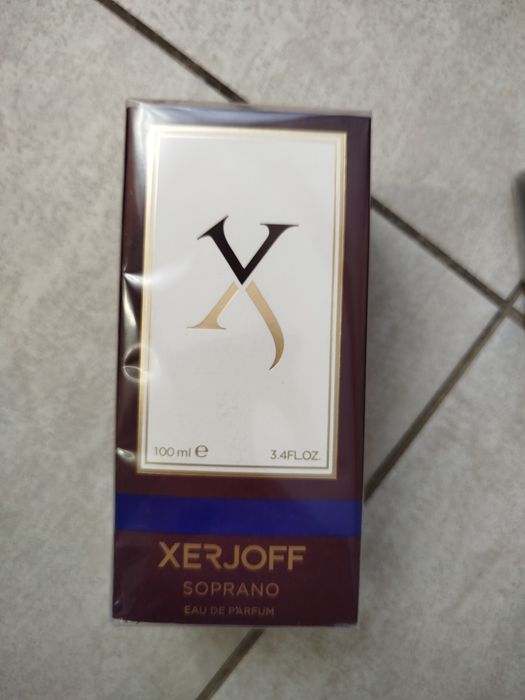 X
100 ml ℮ 3.4FL.OZ.
XERJOFF
SOPRANO
EAU DE PARFUM